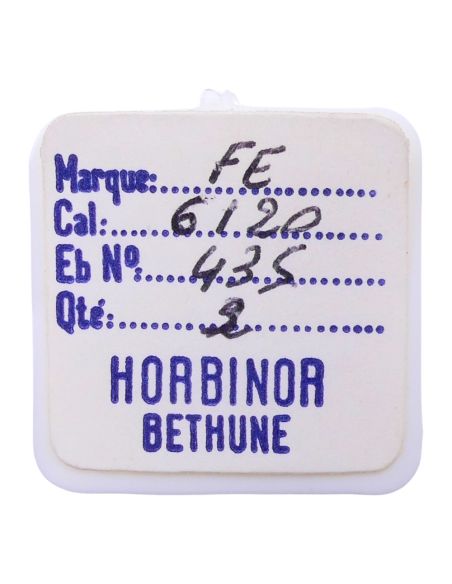 Marque: FE
Cal: 6120
Eb Nº: 435
Qté: 2
HORBINOR
BETHUNE